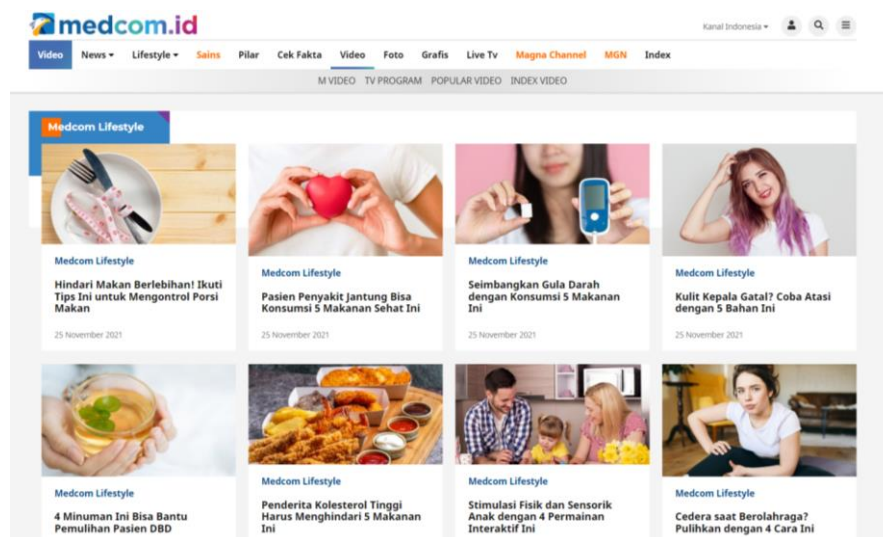 medcom.id
Kanal Indonesia
Video News Lifestyle Sains Pilar Cek Fakta Video Foto Grafis Live Tv Magna Channel MGN Index
M VIDEO TV PROGRAM POPULAR VIDEO INDEX VIDEO
Medcom Lifestyle
Medcom Lifestyle
Hindari Makan Berlebihan! Ikuti
Tips Ini untuk Mengontrol Porsi
Makan
25 November 2021
Medcom Lifestyle
Pasien Penyakit Jantung Bisa
Konsumsi 5 Makanan Sehat Ini
25 November 2021
Medcom Lifestyle
Seimbangkan Gula Darah
dengan Konsumsi 5 Makanan
Ini
25 November 2021
Medcom Lifestyle
Kulit Kepala Gatal? Coba Atasi
dengan 5 Bahan Ini
25 November 2021
Medcom Lifestyle
4 Minuman Ini Bisa Bantu
Pemulihan Pasien DBD
Medcom Lifestyle
Penderita Kolesterol Tinggi
Harus Menghindari 5 Makanan
Ini
Medcom Lifestyle
Stimulasi Fisik dan Sensorik
Anak dengan 4 Permainan
Interaktif Ini
Medcom Lifestyle
Cedera saat Berolahraga?
Pulihkan dengan 4 Cara Ini